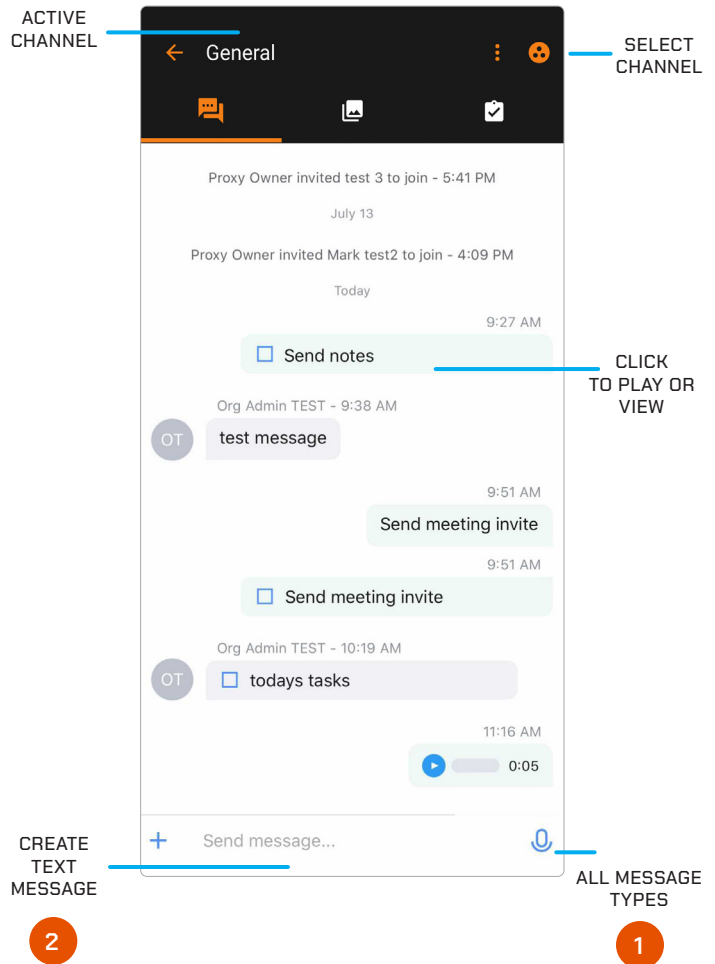 ACTIVE
CHANNEL
General
SELECT
CHANNEL
Proxy Owner invited test 3 to join - 5:41 PM
July 13
Proxy Owner invited Mark test2 to join - 4:09 PM
Today
9:27 AM
Send notes
CLICK
TO PLAY OR
VIEW
Org Admin TEST - 9:38 AM
OT
test message
9:51 AM
Send meeting invite
9:51 AM
Send meeting invite
Org Admin TEST - 10:19 AM
OT
todays tasks
11:16 AM
0:05
Send message...
CREATE
TEXT
MESSAGE
ALL MESSAGE
TYPES
2
1